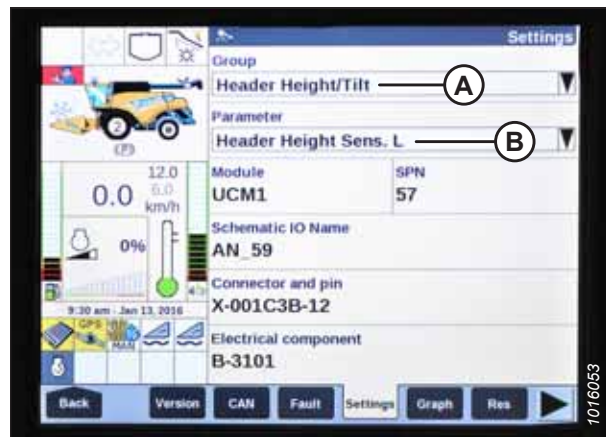 Settings
Group
Header Height/Tilt
A
Parameter
Header Height Sens. L
B
Module
SPN
UCM1
57
Schematic IO Name
AN_59
Connector and pin
X-001C3B-12
Electrical component
B-3101
2
(P)
0.0
12.0
6.0
km/h
0%
9:30 am - Jan 13, 2016
GPS
MAN
Back
Version
CAN
Fault
Settings
Graph
Res
1016053